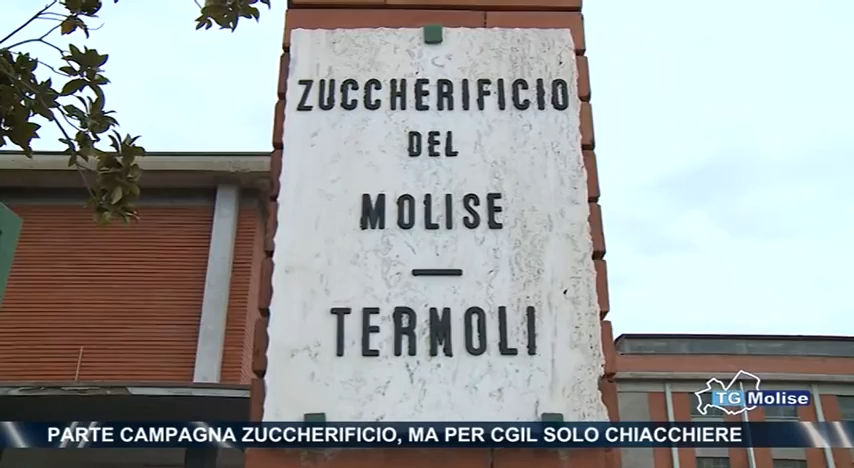 ZUCCHERIFICIO
DEL
MOLISE
—
TERMOLI
TG Molise
PARTE CAMPAGNA ZUCCHERIFICIO, MA PER CGIL SOLO CHIACCHIERE